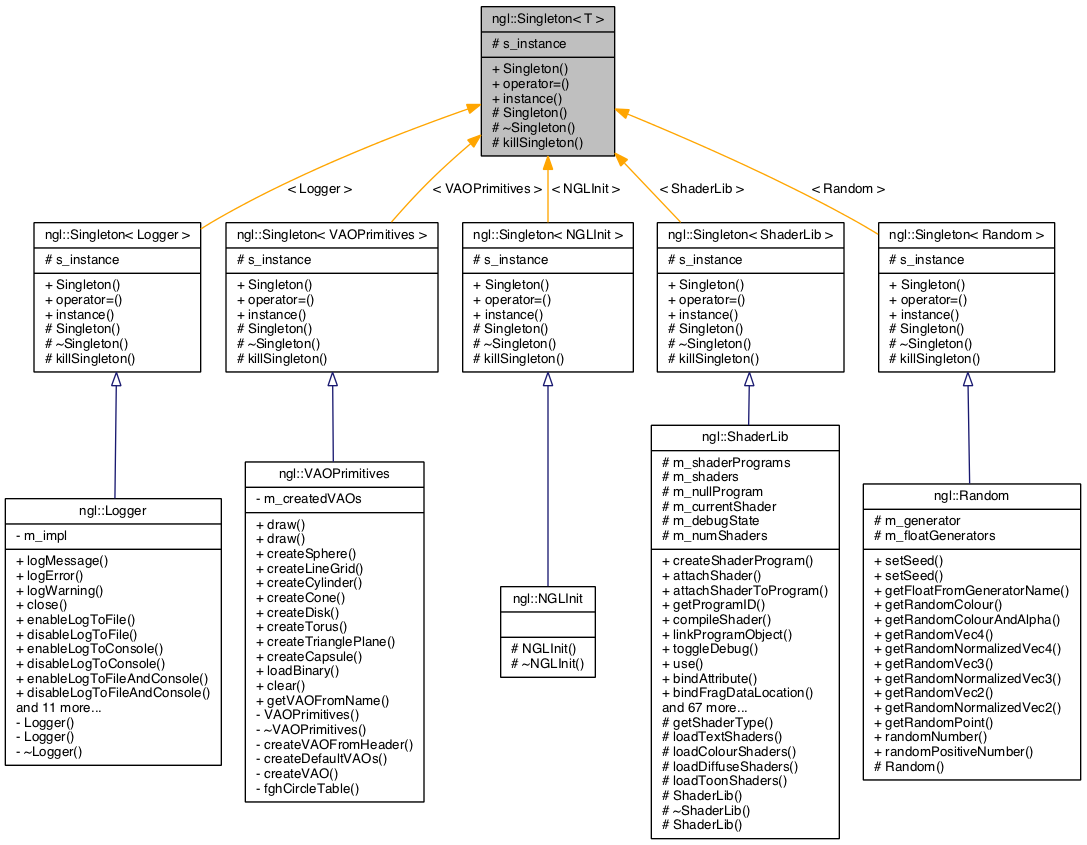 ngl::Singleton< T >
# s_instance
+ Singleton()
+ operator=()
+ instance()
# Singleton()
# ~Singleton()
# killSingleton()
< Logger >
< VAOPrimitives >
< NGLInit >
< ShaderLib >
< Random >
ngl::Singleton< Logger >
# s_instance
+ Singleton()
+ operator=()
+ instance()
# Singleton()
# ~Singleton()
# killSingleton()
ngl::Singleton< VAOPrimitives >
# s_instance
+ Singleton()
+ operator=()
+ instance()
# Singleton()
# ~Singleton()
# killSingleton()
ngl::Singleton< NGLInit >
# s_instance
+ Singleton()
+ operator=()
+ instance()
# Singleton()
# ~Singleton()
# killSingleton()
ngl::Singleton< ShaderLib >
# s_instance
+ Singleton()
+ operator=()
+ instance()
# Singleton()
# ~Singleton()
# killSingleton()
ngl::Singleton< Random >
# s_instance
+ Singleton()
+ operator=()
+ instance()
# Singleton()
# ~Singleton()
# killSingleton()
ngl::Logger
- m_impl
+ logMessage()
+ logError()
+ logWarning()
+ close()
+ enableLogToFile()
+ disableLogToFile()
+ enableLogToConsole()
+ disableLogToConsole()
+ enableLogToFileAndConsole()
+ disableLogToFileAndConsole()
and 11 more...
- Logger()
- Logger()
- ~Logger()
ngl::VAOPrimitives
- m_createdVAOs
+ draw()
+ draw()
+ createSphere()
+ createLineGrid()
+ createCylinder()
+ createCone()
+ createDisk()
+ createTorus()
+ createTrianglePlane()
+ createCapsule()
+ loadBinary()
+ clear()
+ getVAOFromName()
- VAOPrimitives()
- ~VAOPrimitives()
- createVAOFromHeader()
- createDefaultVAOs()
- createVAO()
- fghCircleTable()
ngl::NGLInit
# NGLInit()
# ~NGLInit()
ngl::ShaderLib
# m_shaderPrograms
# m_shaders
# m_nullProgram
# m_currentShader
# m_debugState
# m_numShaders
+ createShaderProgram()
+ attachShader()
+ attachShaderToProgram()
+ getProgramID()
+ compileShader()
+ linkProgramObject()
+ toggleDebug()
+ use()
+ bindAttribute()
+ bindFragDataLocation()
and 67 more...
# getShaderType()
# loadTextShaders()
# loadColourShaders()
# loadDiffuseShaders()
# loadToonShaders()
# ShaderLib()
# ~ShaderLib()
# ShaderLib()
ngl::Random
# m_generator
# m_floatGenerators
+ setSeed()
+ setSeed()
+ getFloatFromGeneratorName()
+ getRandomColour()
+ getRandomColourAndAlpha()
+ getRandomVec4()
+ getRandomNormalizedVec4()
+ getRandomVec3()
+ getRandomNormalizedVec3()
+ getRandomVec2()
+ getRandomNormalizedVec2()
+ getRandomPoint()
+ randomNumber()
+ randomPositiveNumber()
# Random()